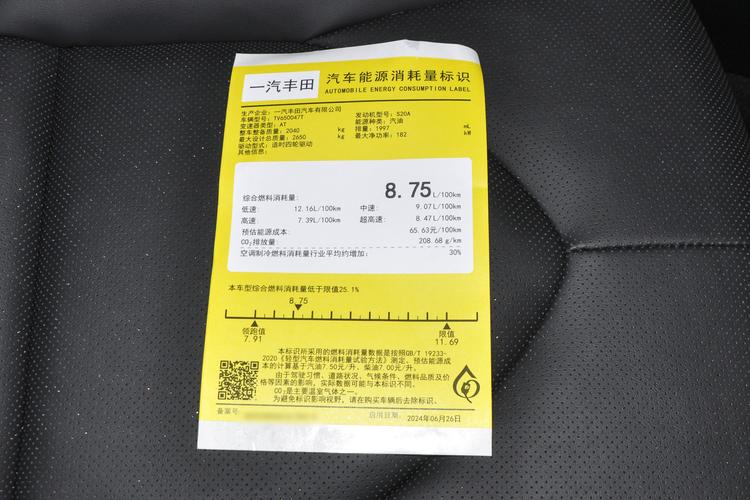 一汽丰田
汽车能源消耗量标识
AUTOMOBILE ENERGY CONSUMPTION LABEL
生产企业：一汽丰田汽车有限公司
车辆型号：TV650047T 发动机型号：S20A
变速器类型：AT 能源种类：汽油
整车整备质量：2040 kg 排量：1997 mL
最大设计总质量：2650 kg 最大净功率：182 kW
驱动型式：适时四轮驱动
其他信息：
综合燃料消耗量： 8.75 L/100km
低速： 12.16L/100km 中速： 9.07L/100km
高速： 7.39L/100km 超高速： 8.47L/100km
预估能源成本： 65.63元/100km
CO₂排放量： 208.68 g/km
空调制冷燃料消耗量行业平均约增加： 30%
本车型综合燃料消耗量低于限值25.1%
8.75
领跑值 限值
7.91 11.69
本标识所采用的燃料消耗量数据是按照GB/T 19233-
2020《轻型汽车燃料消耗量试验方法》测定，预估能源成
本的计算基于汽油7.50元/升，柴油7.00元/升。
由于驾驶习惯、道路状况、气候条件、燃料品质及价
格等因素的影响，实际数据可能与本标识不同。
CO₂是主要温室气体之一。
为避免标识影响视野，请在购买车辆后去除标识。
备案号 启用日期：2024年06月26日